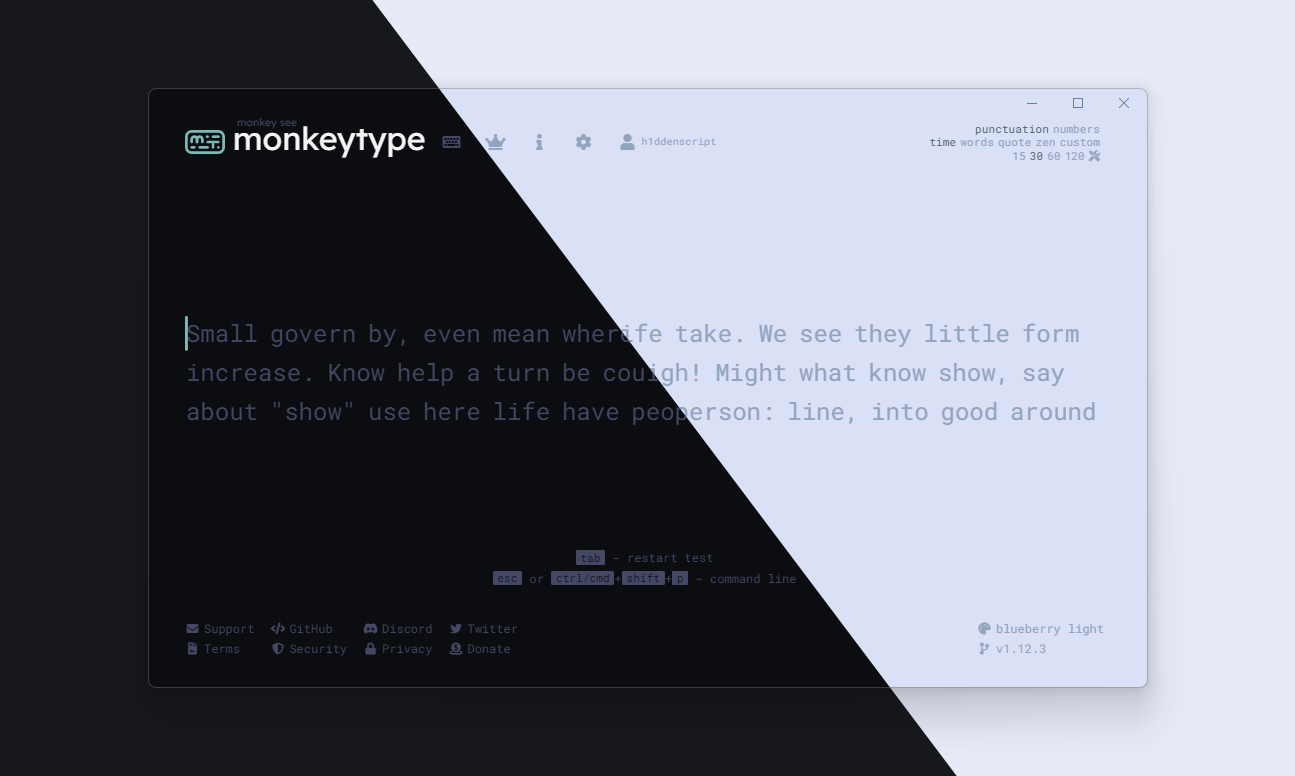 monkey see
monkeytype
h1ddenscript
punctuation numbers
time words quote zen custom
15 30 60 120
Small govern by, even mean wherife take. We see they little form
increase. Know help a turn be couigh! Might what know show, say
about "show" use here life have peoperson: line, into good around
tab - restart test
esc or ctrl/cmd+shift+p - command line
Support GitHub Discord Twitter
Terms Security Privacy Donate
blueberry light
v1.12.3